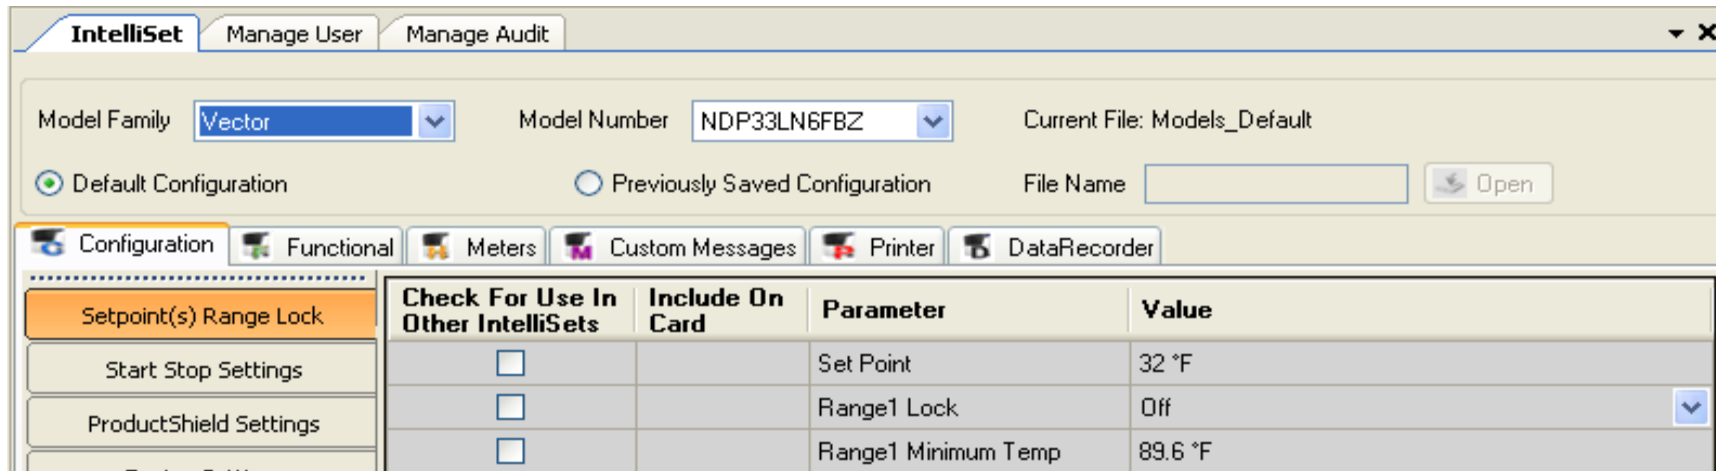 IntelliSet Manage User Manage Audit
Model Family Vector Model Number NDP33LN6FBZ Current File: Models_Default
Default Configuration Previously Saved Configuration File Name Open
Configuration Functional Meters Custom Messages Printer DataRecorder
Setpoint(s) Range Lock
Start Stop Settings
ProductShield Settings
Check For Use In Other IntelliSets Include On Card Parameter Value
Set Point 32 °F
Range1 Lock Off
Range1 Minimum Temp 89.6 °F